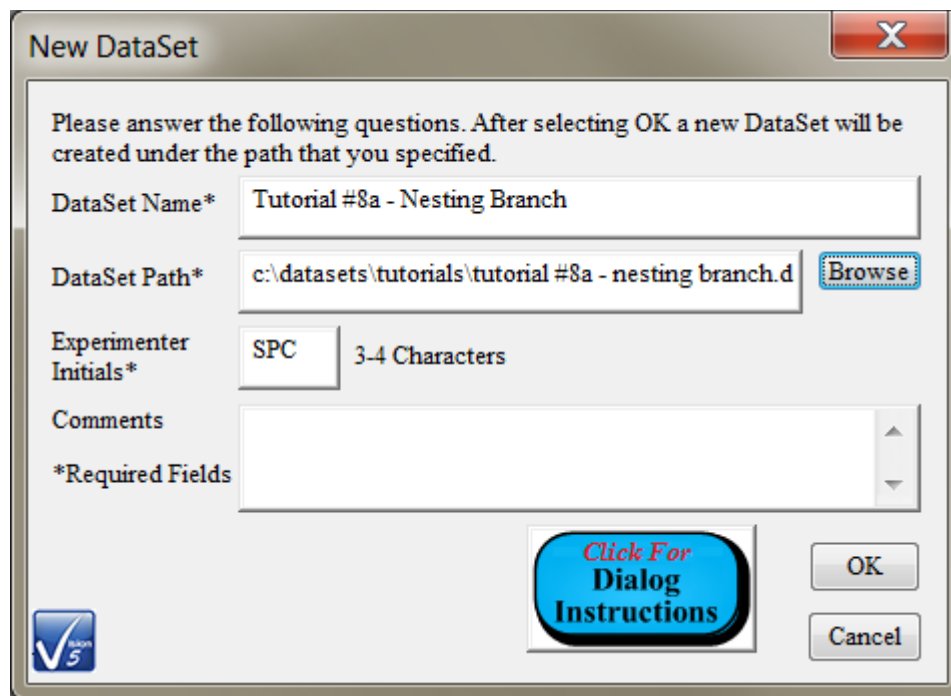 New DataSet
X
Please answer the following questions. After selecting OK a new DataSet will be
created under the path that you specified.
DataSet Name*
Tutorial #8a - Nesting Branch
DataSet Path*
c:\datasets\tutorials\tutorial #8a - nesting branch.d
Browse
Experimenter
Initials*
SPC
3-4 Characters
Comments
*Required Fields
Click For
Dialog
Instructions
OK
Cancel
Vision
5